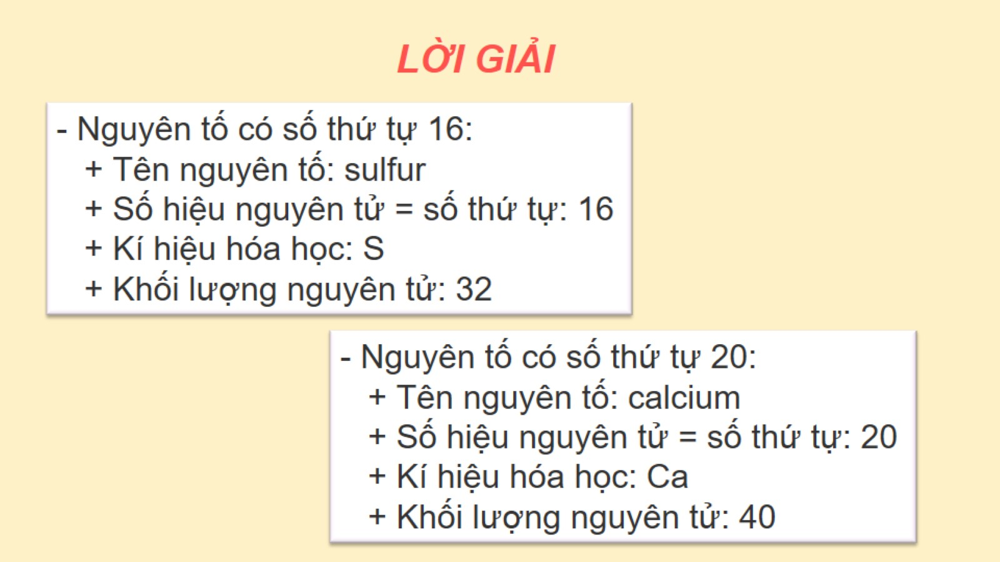 LỜI GIẢI
- Nguyên tố có số thứ tự 16:
+ Tên nguyên tố: sulfur
+ Số hiệu nguyên tử = số thứ tự: 16
+ Kí hiệu hóa học: S
+ Khối lượng nguyên tử: 32
- Nguyên tố có số thứ tự 20:
+ Tên nguyên tố: calcium
+ Số hiệu nguyên tử = số thứ tự: 20
+ Kí hiệu hóa học: Ca
+ Khối lượng nguyên tử: 40